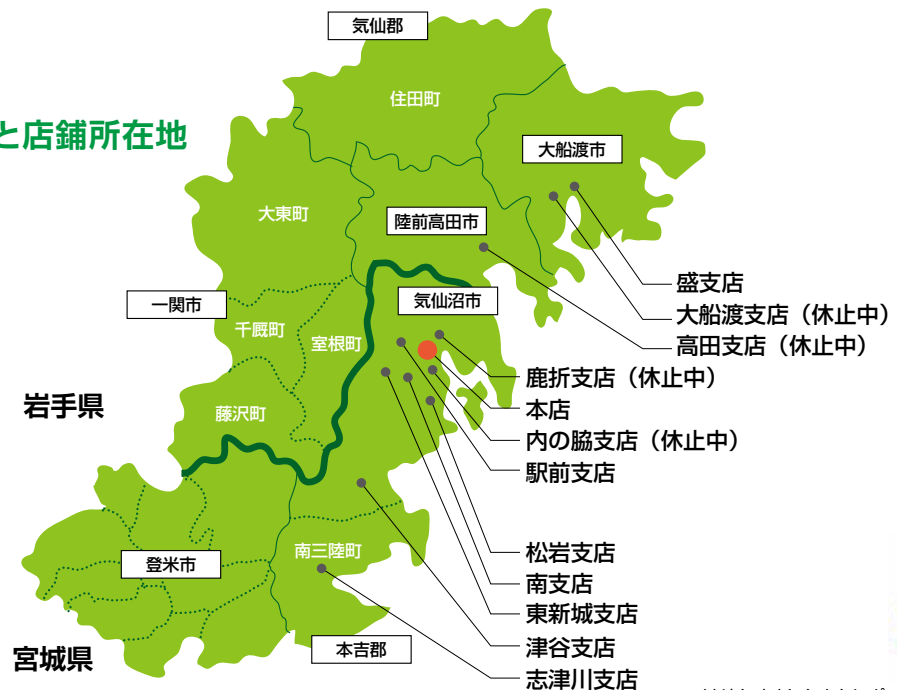 気仙郡
住田町
と店鋪所在地
大船渡市
大東町
陸前高田市
盛支店
一関市
気仙沼市
大船渡支店（休止中）
千厩町
室根町
高田支店（休止中）
鹿折支店（休止中）
岩手県
藤沢町
本店
内の脇支店（休止中）
駅前支店
南三陸町
松岩支店
登米市
南支店
東新城支店
宮城県
本吉郡
津谷支店
志津川支店